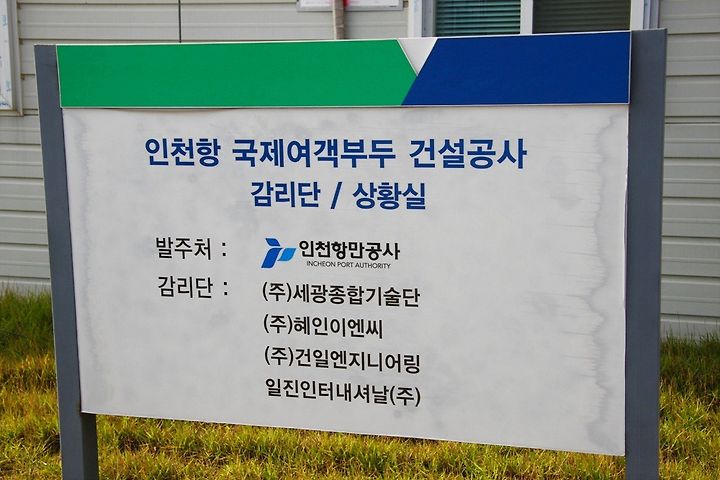 인천항 국제여객부두 건설공사
감리단 / 상황실
발주처 : 인천항만공사
INCHEON PORT AUTHORITY
감리단 : (주)세광종합기술단
(주)혜인이엔씨
(주)건일엔지니어링
일진인터내셔날(주)